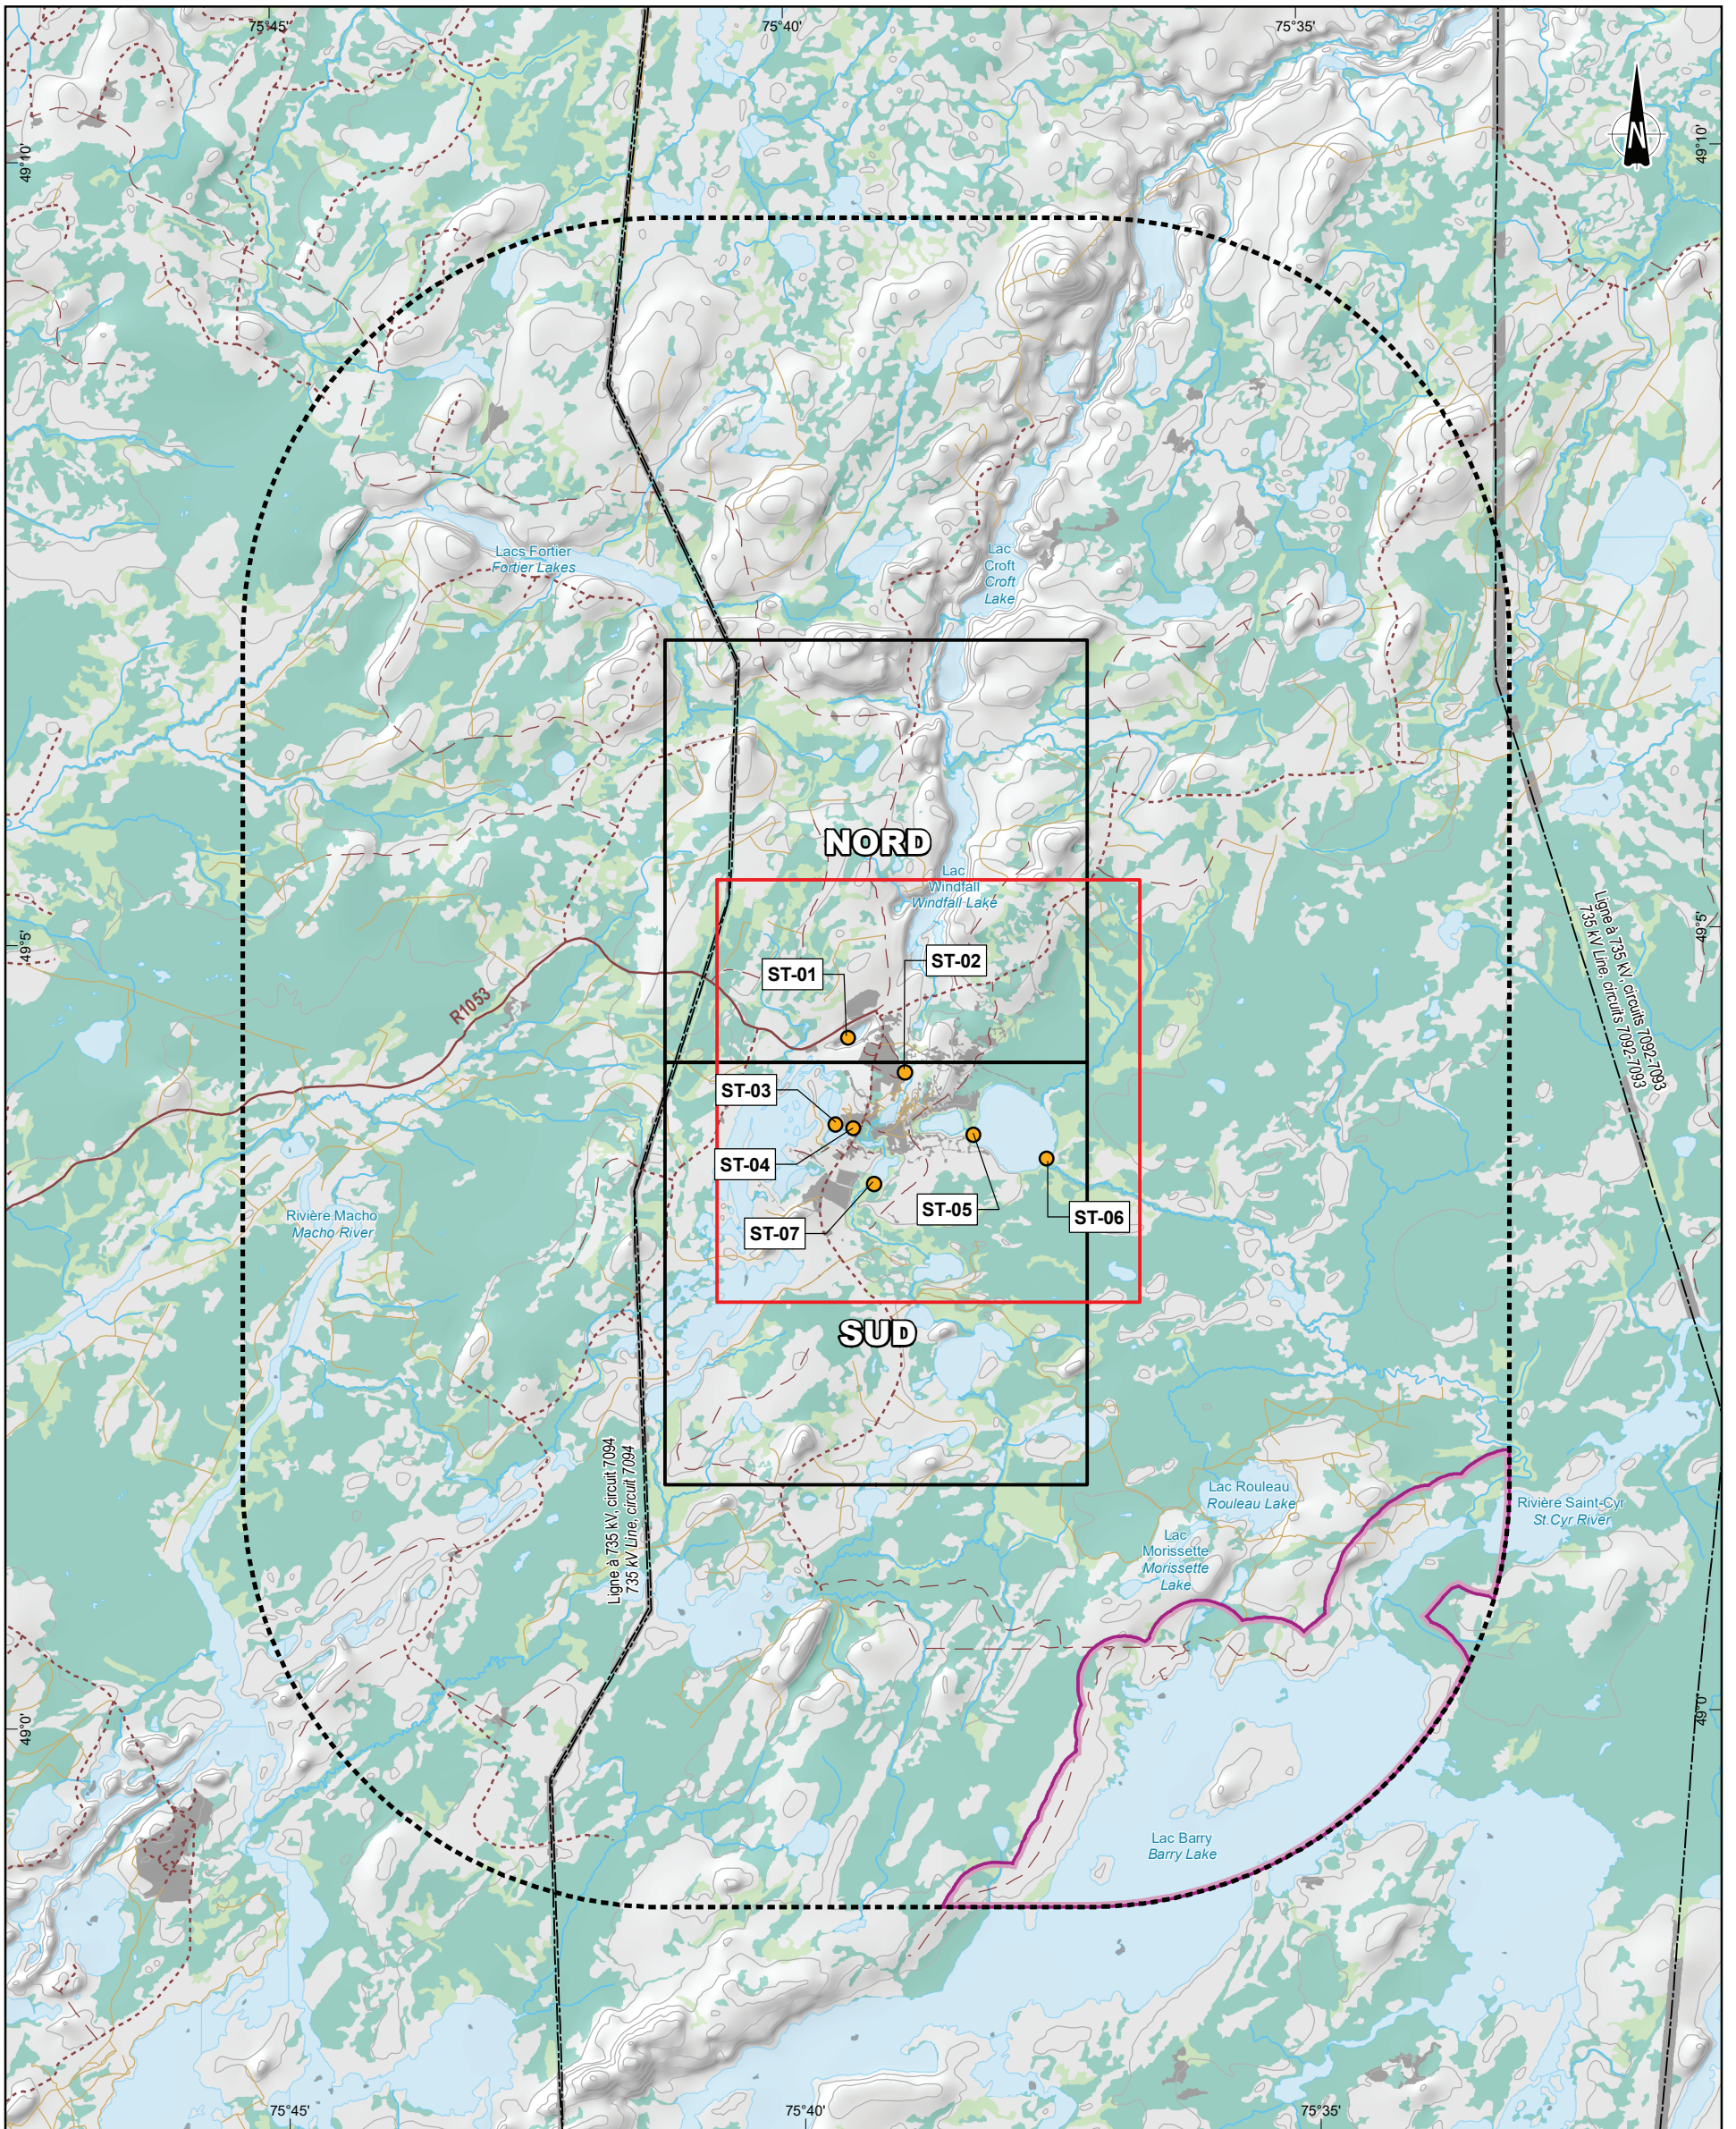 75°45'
75°40'
75°35'
49°10'
49°10'
N
Lacs Fortier
Fortier Lakes
Lac
Croft
Croft
Lake
NORD
Lac
Windfall
Windfall Lake
49°5'
49°5'
Ligne à 735 kV, circuits 7092-7093
735 kV Line, circuits 7092-7093
ST-01
ST-02
R1053
ST-03
ST-04
ST-05
ST-06
ST-07
Rivière Macho
Macho River
SUD
Ligne à 735 kV, circuit 7094
735 kV Line, circuit 7094
Lac Rouleau
Rouleau Lake
Rivière Saint-Cyr
St.Cyr River
Lac
Morissette
Morissette
Lake
49°0'
49°0'
Lac Barry
Barry Lake
75°45'
75°40'
75°35'